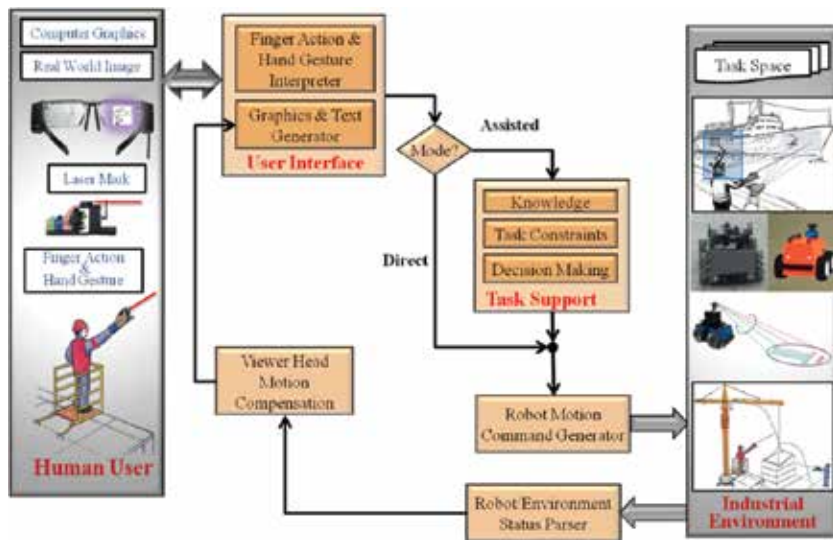 Computer Graphics
Real World Image
Laser Mark
Finger Action
&
Hand Gesture
Human User
Finger Action &
Hand Gesture
Interpreter
Graphics & Text
Generator
User Interface
Mode?
Assisted
Direct
Knowledge
Task Constraints
Decision Making
Task Support
Viewer Head
Motion
Compensation
Robot Motion
Command Generator
Robot/Environment
Status Parser
Task Space
Industrial
Environment